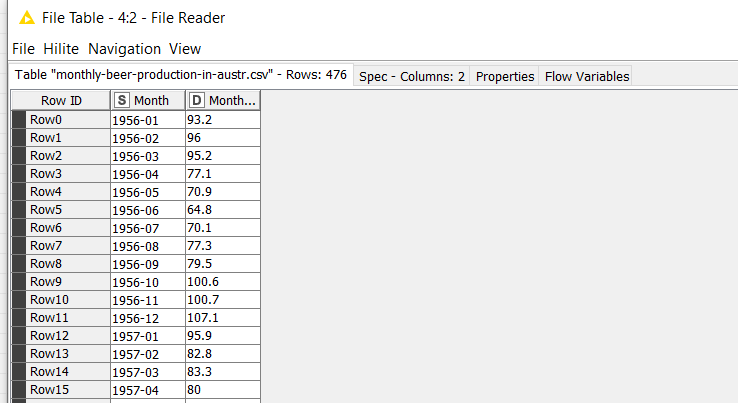 File Table - 4:2 - File Reader
File Hilite Navigation View
Table "monthly-beer-production-in-austr.csv" - Rows: 476 Spec - Columns: 2 Properties Flow Variables
Row ID S Month D Month...
Row0 1956-01 93.2
Row1 1956-02 96
Row2 1956-03 95.2
Row3 1956-04 77.1
Row4 1956-05 70.9
Row5 1956-06 64.8
Row6 1956-07 70.1
Row7 1956-08 77.3
Row8 1956-09 79.5
Row9 1956-10 100.6
Row10 1956-11 100.7
Row11 1956-12 107.1
Row12 1957-01 95.9
Row13 1957-02 82.8
Row14 1957-03 83.3
Row15 1957-04 80